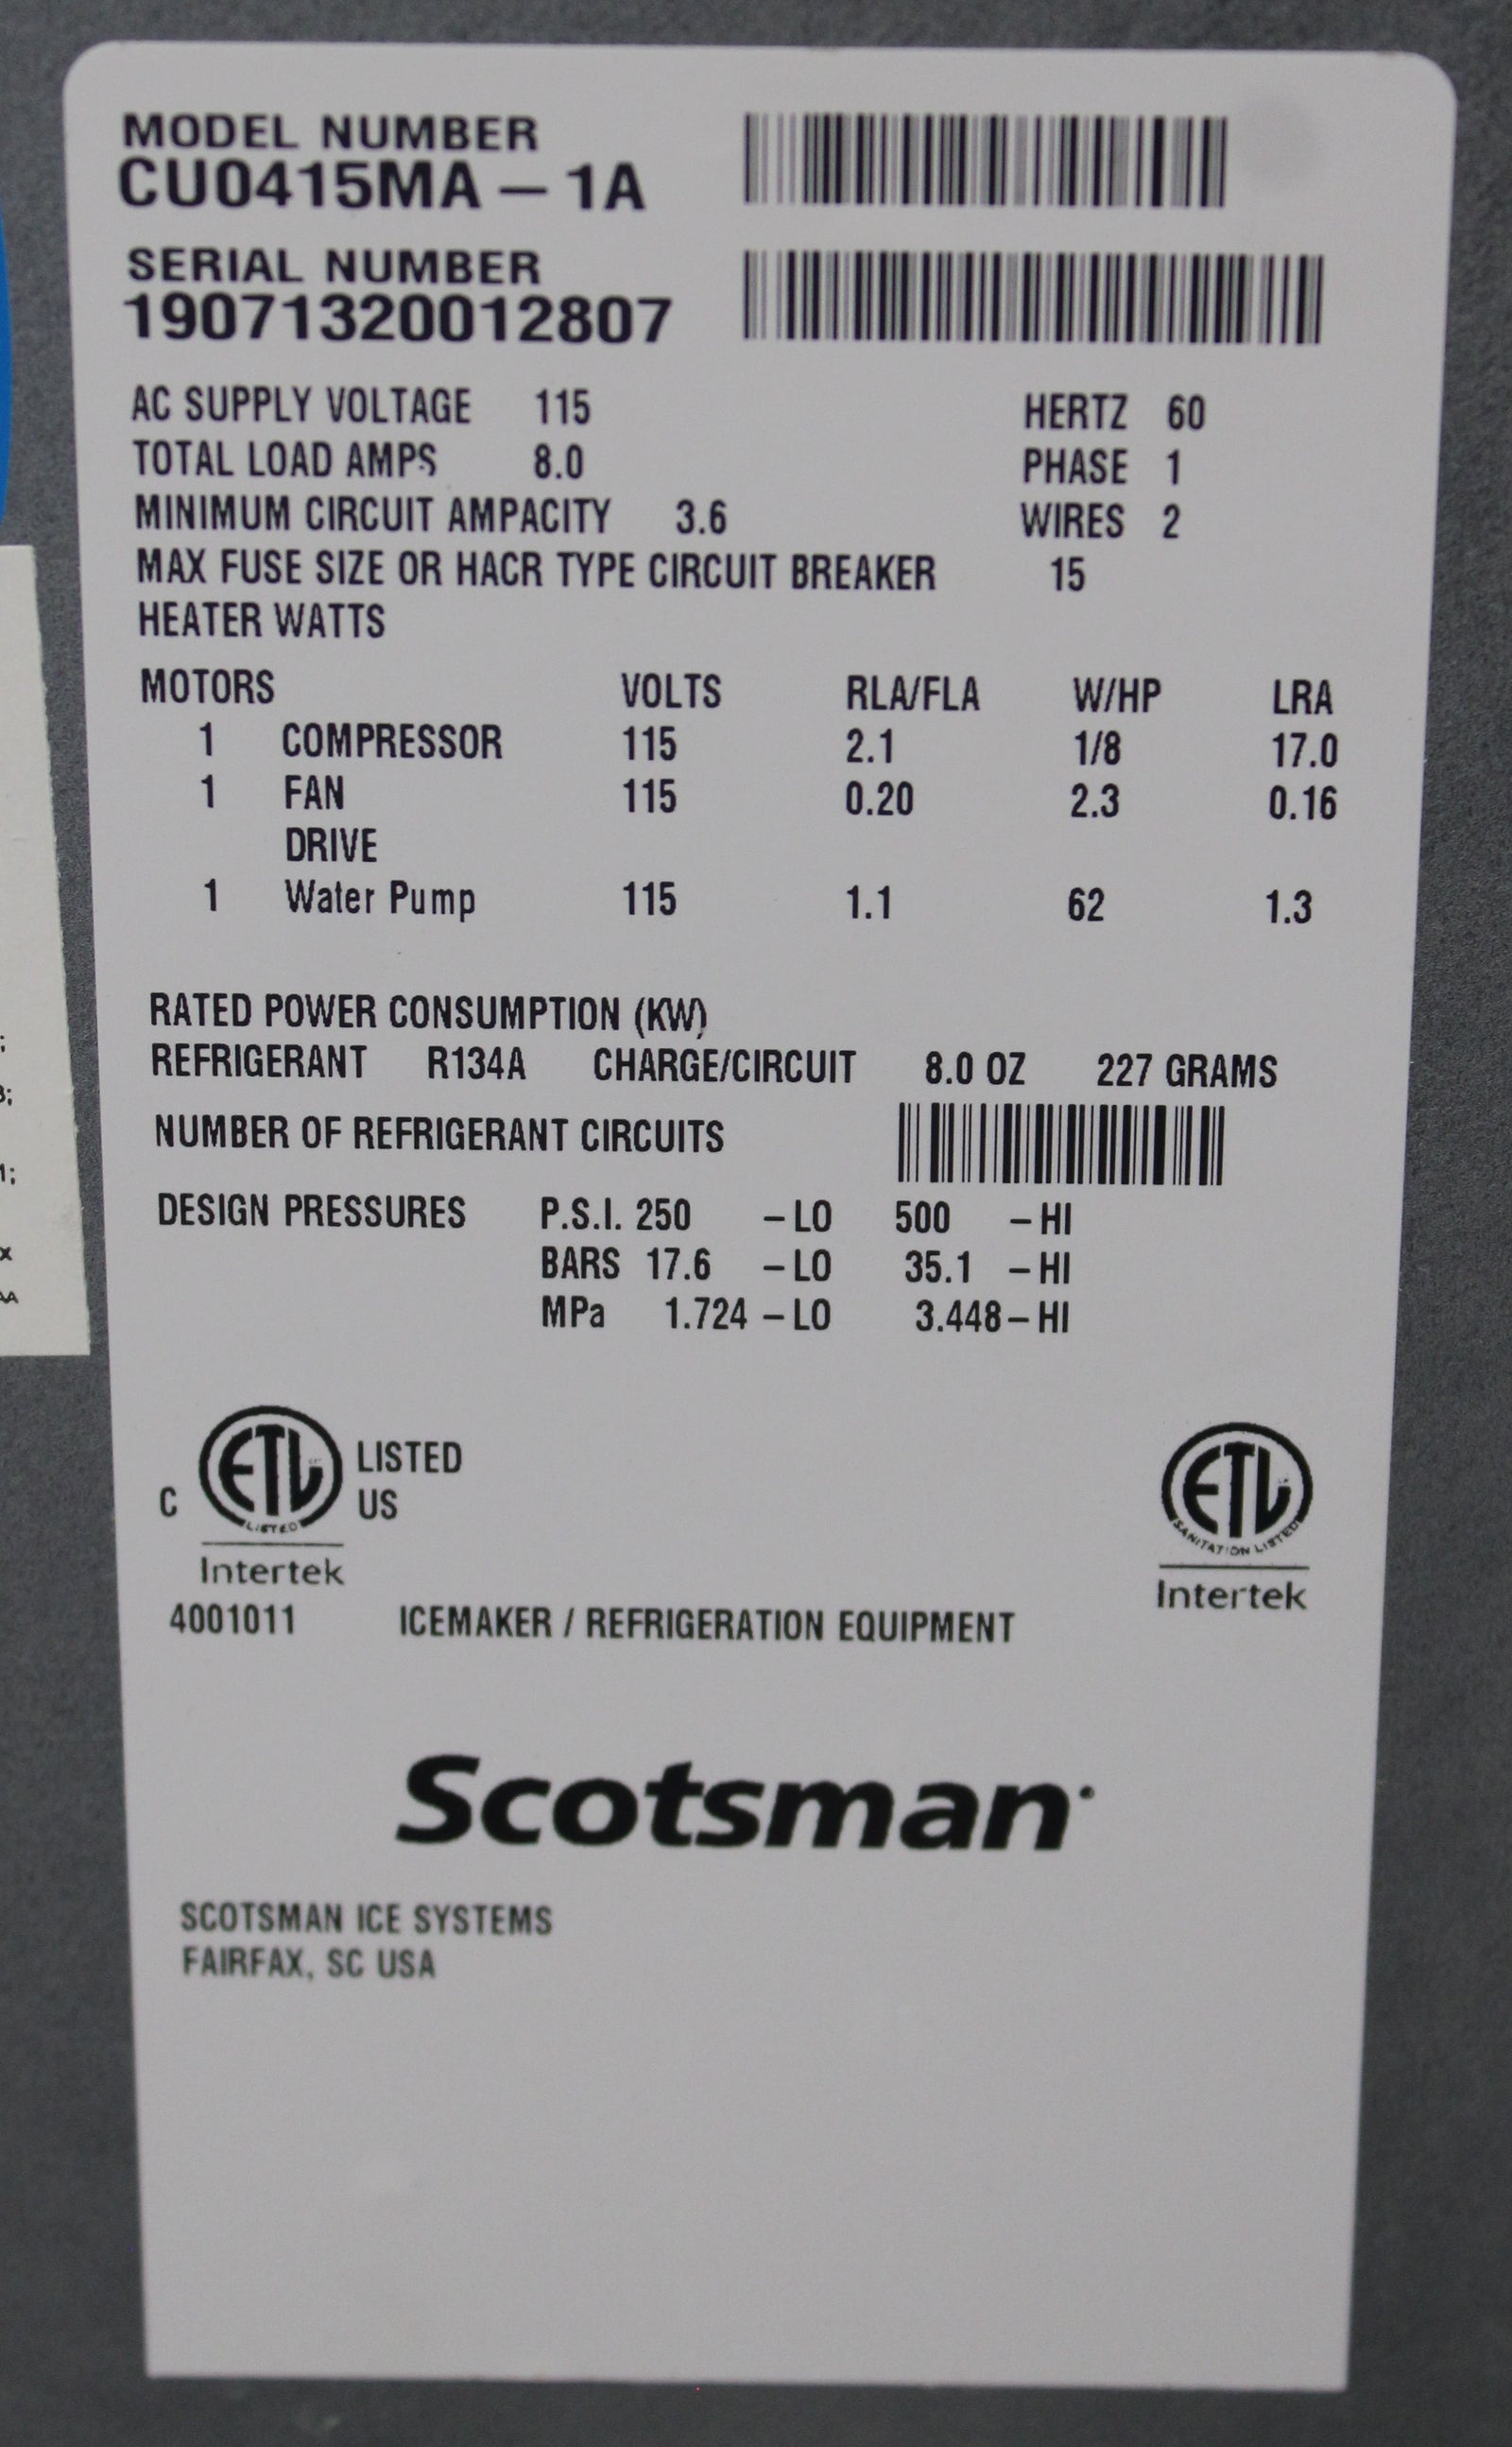 MODEL NUMBER
CU0415MA – 1A
SERIAL NUMBER
19071320012807
AC SUPPLY VOLTAGE 115 HERTZ 60
TOTAL LOAD AMPS 8.0 PHASE 1
MINIMUM CIRCUIT AMPACITY 3.6 WIRES 2
MAX FUSE SIZE OR HACR TYPE CIRCUIT BREAKER 15
HEATER WATTS
MOTORS VOLTS RLA/FLA W/HP LRA
1 COMPRESSOR 115 2.1 1/8 17.0
1 FAN 115 0.20 2.3 0.16
DRIVE
1 Water Pump 115 1.1 62 1.3
RATED POWER CONSUMPTION (KW)
REFRIGERANT R134A CHARGE/CIRCUIT 8.0 OZ 227 GRAMS
NUMBER OF REFRIGERANT CIRCUITS
DESIGN PRESSURES P.S.I. 250 – LO 500 – HI
BARS 17.6 – LO 35.1 – HI
MPa 1.724 – LO 3.448 – HI
C ETL LISTED US
LISTED
Intertek
ETL
SANITATION LISTED
Intertek
4001011 ICEMAKER / REFRIGERATION EQUIPMENT
Scotsman
SCOTSMAN ICE SYSTEMS
FAIRFAX, SC USA